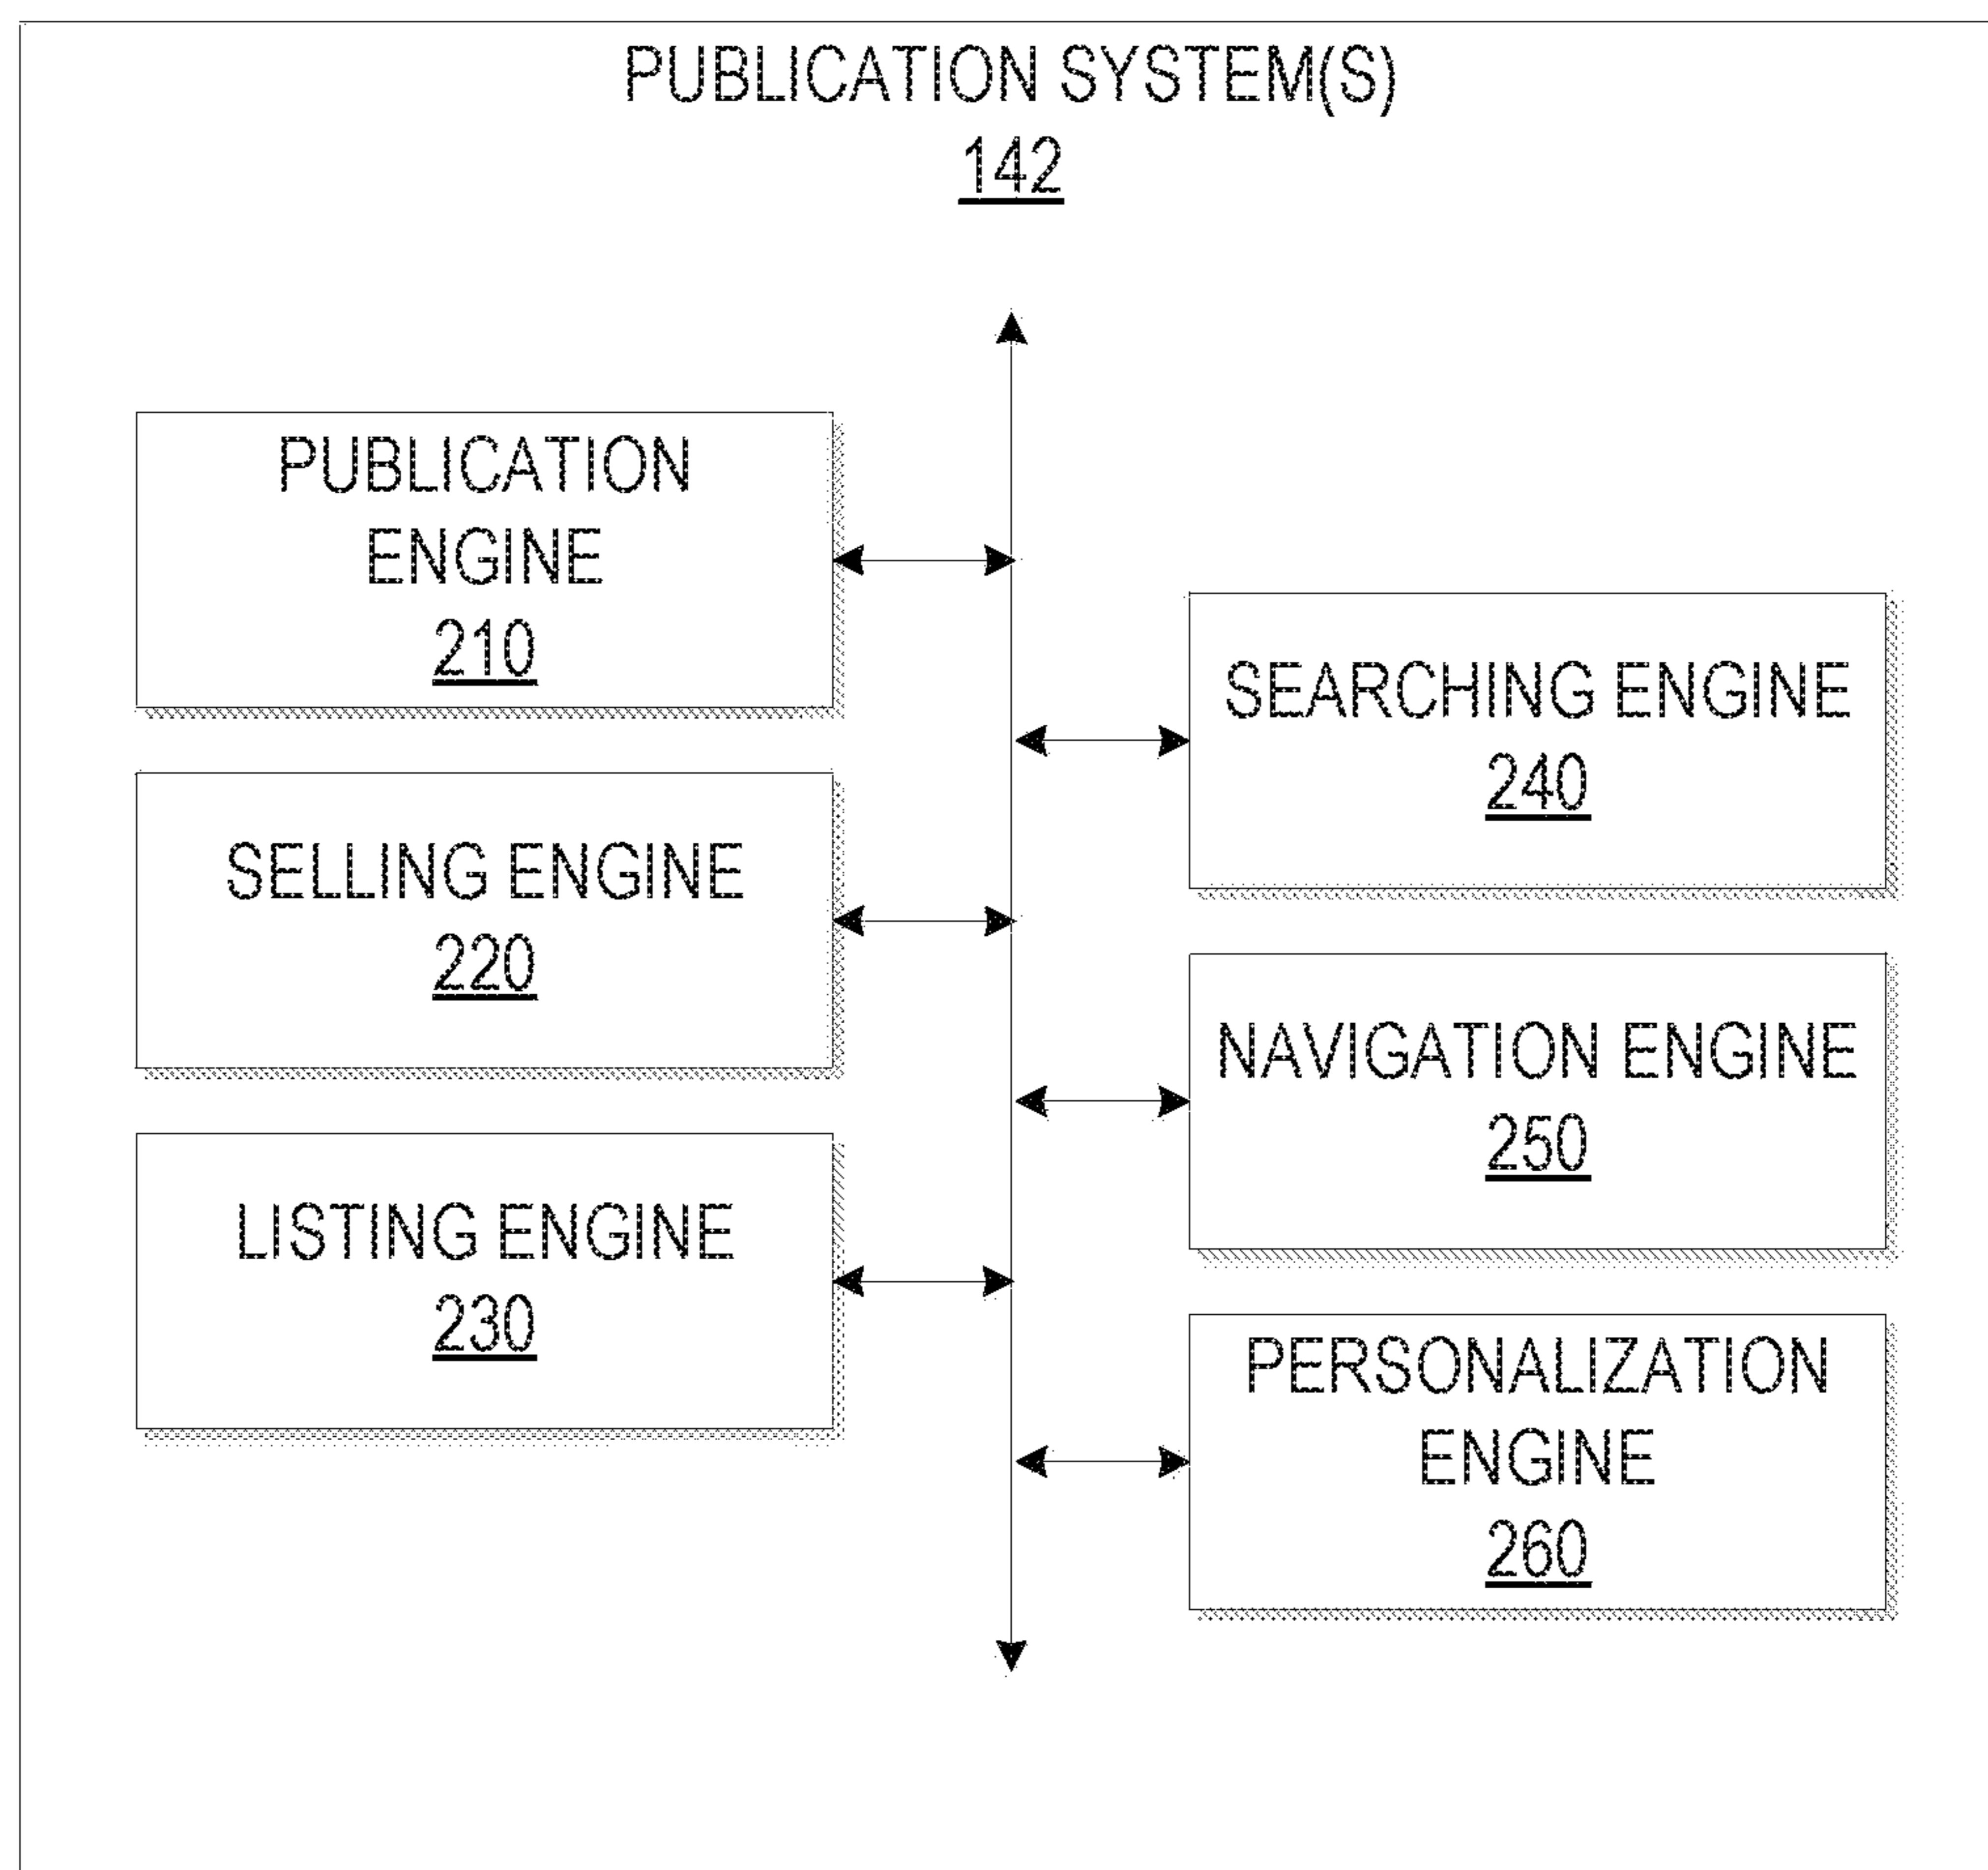 PUBLICATION SYSTEM(S)
142
PUBLICATION
ENGINE
210
SELLING ENGINE
220
LISTING ENGINE
230
SEARCHING ENGINE
240
NAVIGATION ENGINE
250
PERSONALIZATION
ENGINE
260